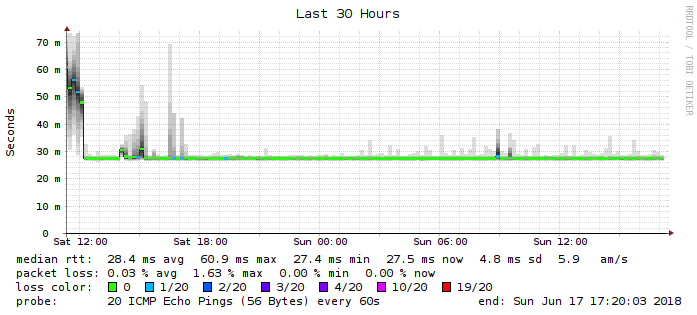 Last 30 Hours
RRDTOOL / TOBI OETIKER
Seconds
70 m
60 m
50 m
40 m
30 m
20 m
10 m
0
Sat 12:00 Sat 18:00 Sun 00:00 Sun 06:00 Sun 12:00
median rtt: 28.4 ms avg 60.9 ms max 27.4 ms min 27.5 ms now 4.8 ms sd 5.9 am/s
packet loss: 0.03 % avg 1.63 % max 0.00 % min 0.00 % now
loss color: 0 1/20 2/20 3/20 4/20 10/20 19/20
probe: 20 ICMP Echo Pings (56 Bytes) every 60s end: Sun Jun 17 17:20:03 2018